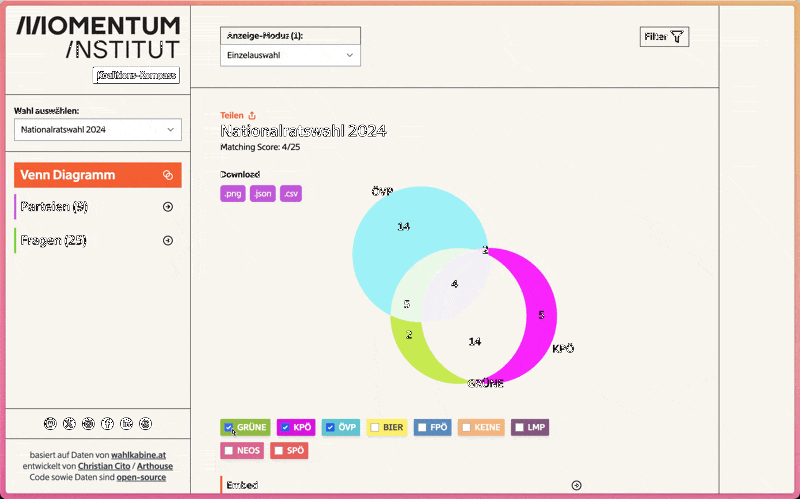 MOMENTUM
INSTITUT
Koalitions-Kompass
Wahl auswählen:
Nationalratswahl 2024
Venn Diagramm
Parteien (9)
Fragen (25)
basiert auf Daten von wahlkabine.at
entwickelt von Christian Cito / Arthouse
Code sowie Daten sind open-source
Anzeige-Modus (1):
Einzelauswahl
Filter
Teilen
Nationalratswahl 2024
Matching Score: 4/25
Download
.png .json .csv
ÖVP
14
2
4
5
5
2
14
KPÖ
GRÜNE
GRÜNE KPÖ ÖVP BIER FPÖ KEINE LMP
NEOS SPÖ
Embed